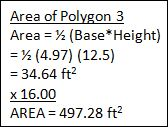 Area of Polygon 3
Area = ½ (Base*Height)
= ½ (4.97) (12.5)
= 34.64 ft²
x 16.00
AREA = 497.28 ft²